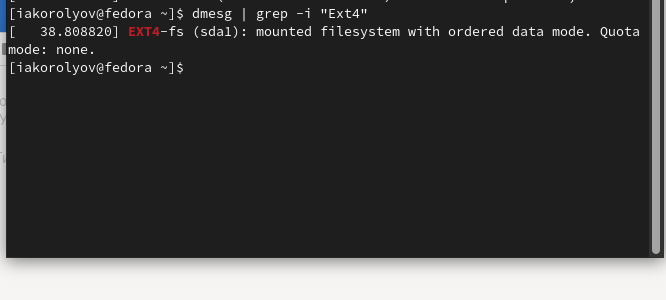 [iakorolyov@fedora ~]$ dmesg | grep -i "Ext4"
[   38.808820] EXT4-fs (sda1): mounted filesystem with ordered data mode. Quota
mode: none.
[iakorolyov@fedora ~]$